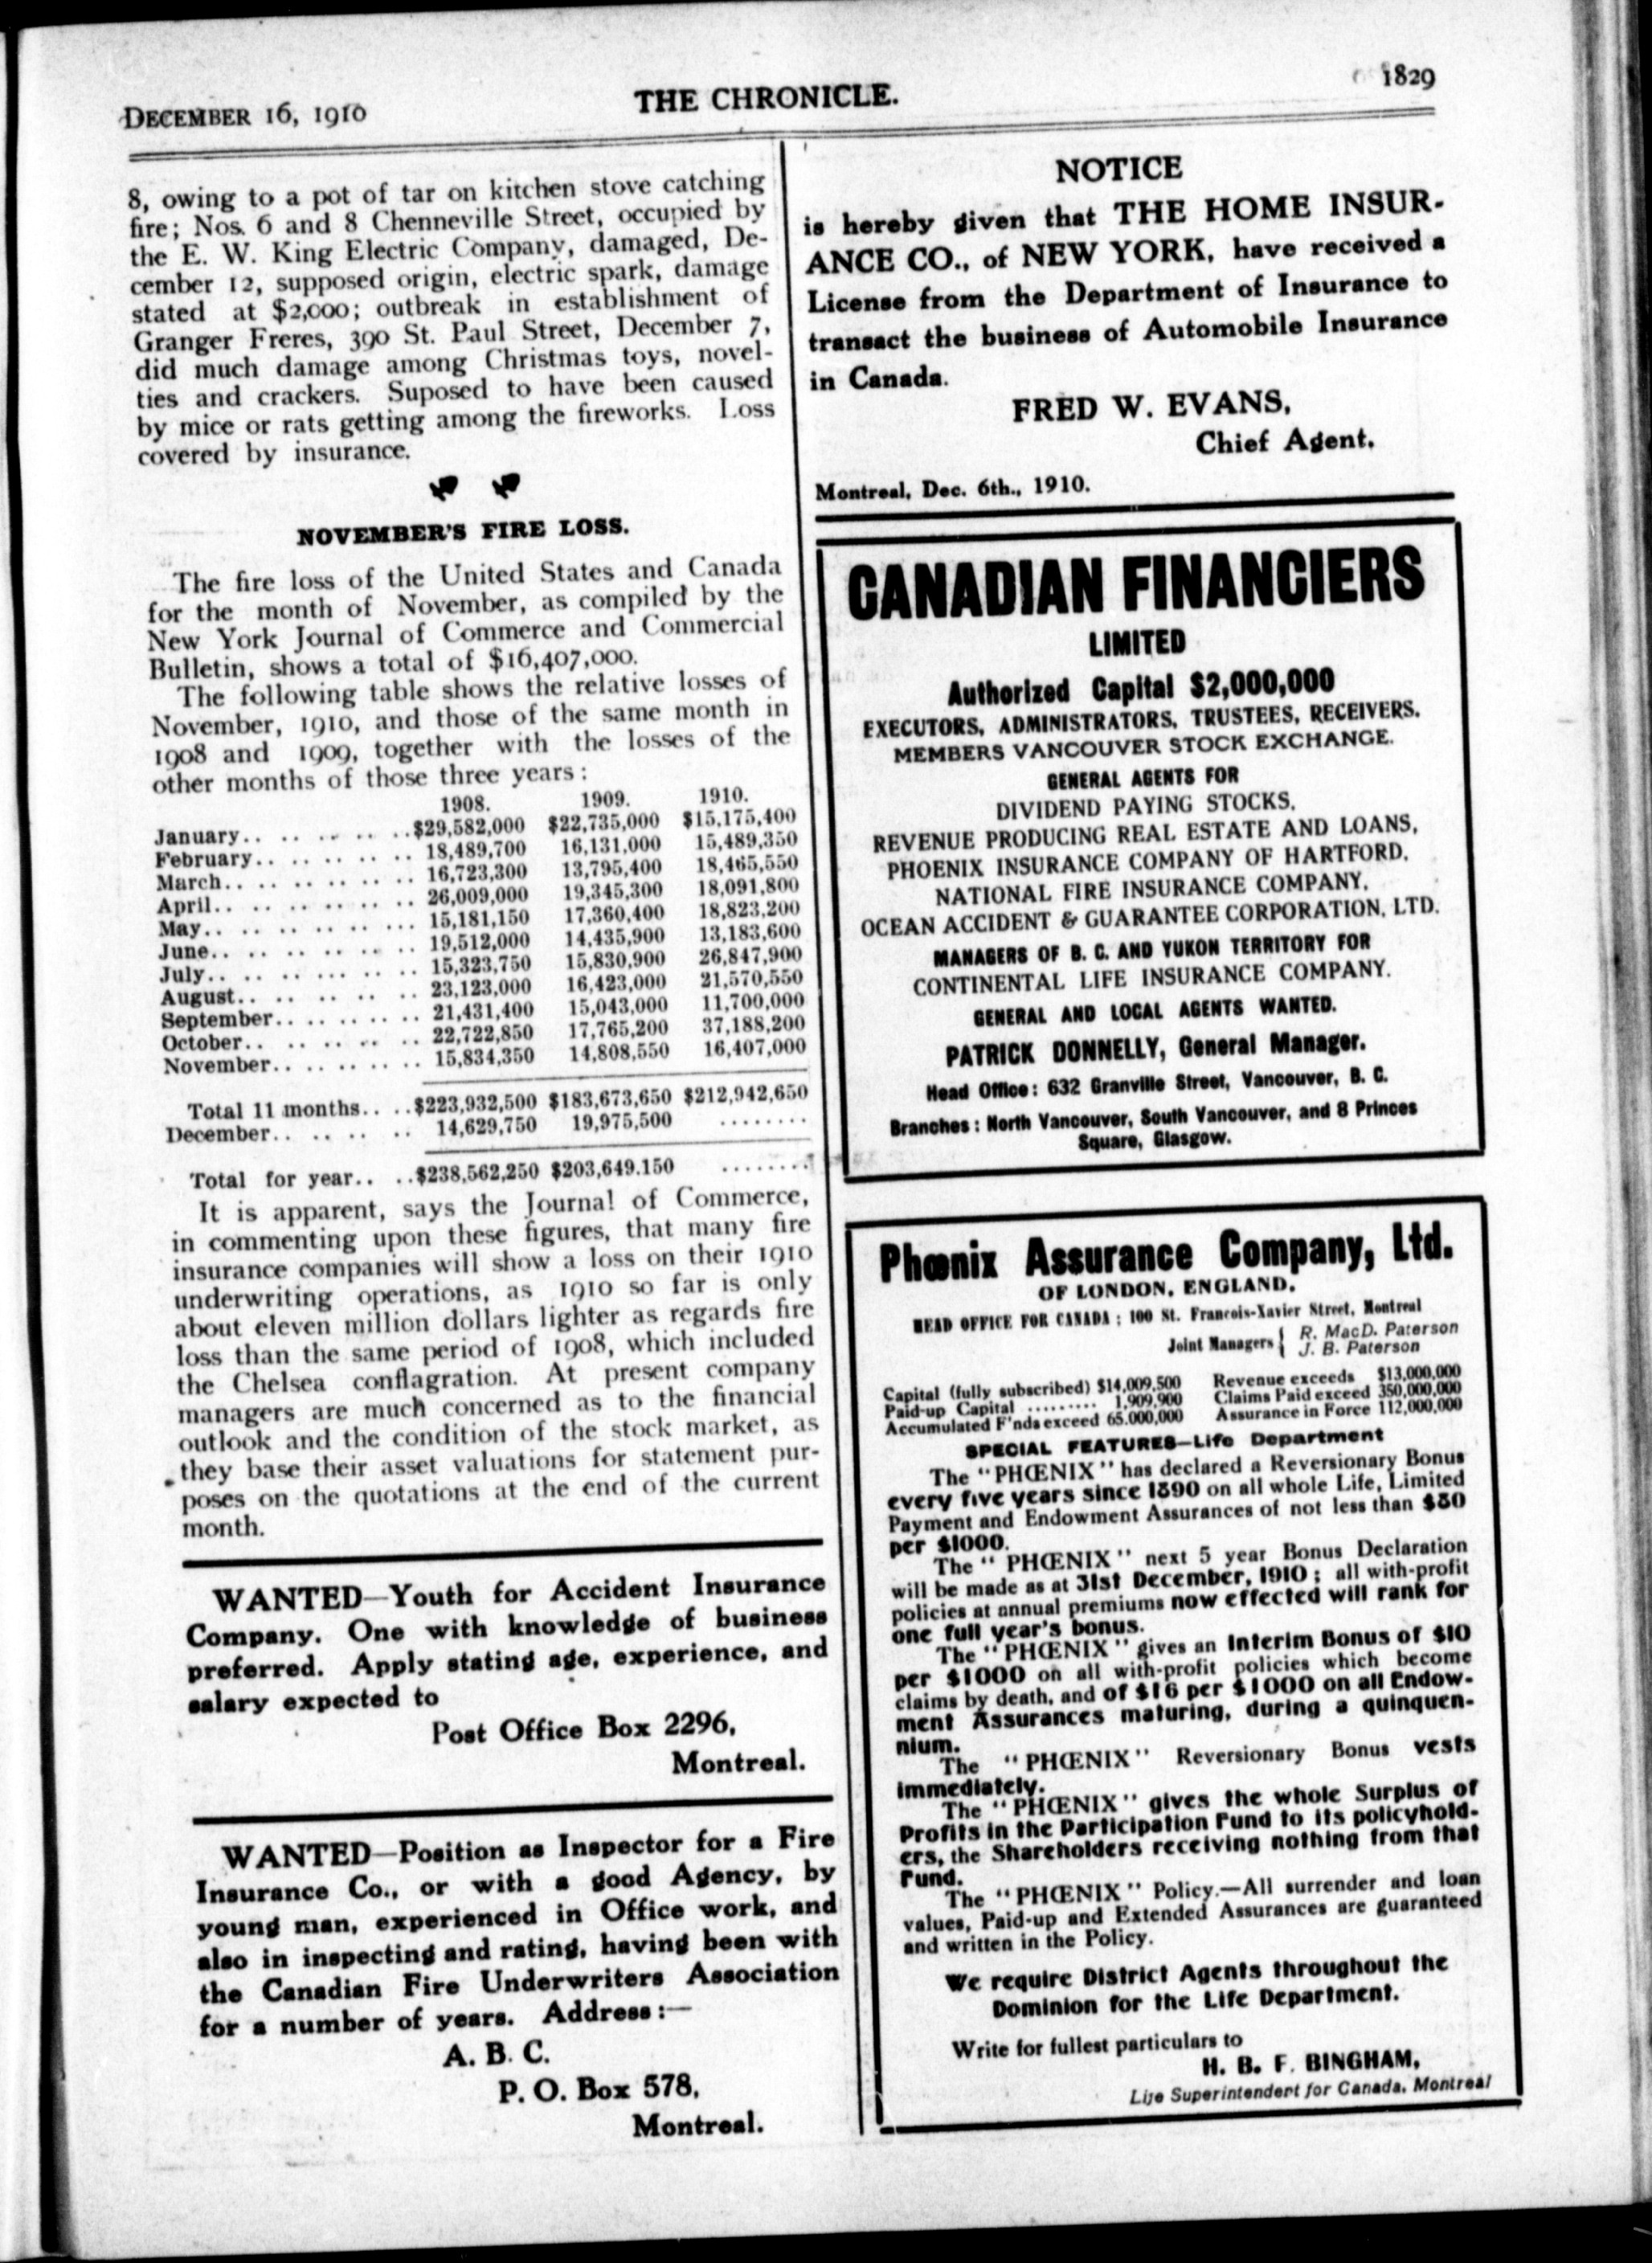 DECEMBER 16, 1910
THE CHRONICLE.
1829
8, owing to a pot of tar on kitchen stove catching
fire; Nos. 6 and 8 Chenneville Street, occupied by
the E. W. King Electric Company, damaged, De-
cember 12, supposed origin, electric spark, damage
stated at $2,000; outbreak in establishment of
Granger Freres, 390 St. Paul Street, December 7,
did much damage among Christmas toys, novel-
ties and crackers. Suposed to have been caused
by mice or rats getting among the fireworks. Loss
covered by insurance.
NOVEMBER'S FIRE LOSS.
The fire loss of the United States and Canada
for the month of November, as compiled by the
New York Journal of Commerce and Commercial
Bulletin, shows a total of $16,407,000.
The following table shows the relative losses of
November, 1910, and those of the same month in
1908 and 1909, together with the losses of the
other months of those three years:
1908. 1909. 1910.
January.. .. .. .. .. ..$29,582,000 $22,735,000 $15,175,400
February.. .. .. .. .. .. 18,489,700 16,131,000 15,489,350
March.. .. .. .. .. .. .. 16,723,300 13,795,400 18,465,550
April.. .. .. .. .. .. .. 26,009,000 19,345,300 18,091,800
May.. .. .. .. .. .. ... 15,181,150 17,360,400 18,823,200
June.. .. .. .. .. .. .. 19,512,000 14,435,900 13,183,600
July.. .. .. .. .. .. .. 15,323,750 15,830,900 26,847,900
August.. .. .. .. .. .. 23,123,000 16,423,000 21,570,550
September.. .. .. .. .. 21,431,400 15,043,000 11,700,000
October.. .. .. .. .. .. 22,722,850 17,765,200 37,188,200
November.. .. .. .. .. 15,834,350 14,808,550 16,407,000
Total 11 months.. ..$223,932,500 $183,673,650 $212,942,650
December.. .. .. .. .. 14,629,750 19,975,500 ........
Total for year.. ..$238,562,250 $203,649.150 ........
It is apparent, says the Journal of Commerce,
in commenting upon these figures, that many fire
insurance companies will show a loss on their 1910
underwriting operations, as 1910 so far is only
about eleven million dollars lighter as regards fire
loss than the same period of 1908, which included
the Chelsea conflagration. At present company
managers are much concerned as to the financial
outlook and the condition of the stock market, as
they base their asset valuations for statement pur-
poses on the quotations at the end of the current
month.
WANTED—Youth for Accident Insurance
Company. One with knowledge of business
preferred. Apply stating age, experience, and
salary expected to
Post Office Box 2296,
Montreal.
WANTED—Position as Inspector for a Fire
Insurance Co., or with a good Agency, by
young man, experienced in Office work, and
also in inspecting and rating, having been with
the Canadian Fire Underwriters Association
for a number of years. Address:—
A. B. C.
P. O. Box 578,
Montreal.
NOTICE
is hereby given that THE HOME INSUR-
ANCE CO., of NEW YORK, have received a
License from the Department of Insurance to
transact the business of Automobile Insurance
in Canada.
FRED W. EVANS,
Chief Agent.
Montreal, Dec. 6th., 1910.
CANADIAN FINANCIERS
LIMITED
Authorized Capital $2,000,000
EXECUTORS, ADMINISTRATORS, TRUSTEES, RECEIVERS.
MEMBERS VANCOUVER STOCK EXCHANGE.
GENERAL AGENTS FOR
DIVIDEND PAYING STOCKS,
REVENUE PRODUCING REAL ESTATE AND LOANS,
PHOENIX INSURANCE COMPANY OF HARTFORD,
NATIONAL FIRE INSURANCE COMPANY,
OCEAN ACCIDENT & GUARANTEE CORPORATION, LTD.
MANAGERS OF B. C. AND YUKON TERRITORY FOR
CONTINENTAL LIFE INSURANCE COMPANY.
GENERAL AND LOCAL AGENTS WANTED.
PATRICK DONNELLY, General Manager.
Head Office: 632 Granville Street, Vancouver, B. C.
Branches: North Vancouver, South Vancouver, and 8 Princes
Square, Glasgow.
Phœnix Assurance Company, Ltd.
OF LONDON, ENGLAND,
HEAD OFFICE FOR CANADA: 100 St. Francois-Xavier Street, Montreal
Joint Managers { R. MacD. Paterson
J. B. Paterson
Capital (fully subscribed) $14,009,500 Revenue exceeds $13,000,000
Paid-up Capital ......... 1,909,900 Claims Paid exceed 350,000,000
Accumulated F'nds exceed 65.000,000 Assurance in Force 112,000,000
SPECIAL FEATURES—Life Department
The "PHŒNIX" has declared a Reversionary Bonus
every five years since 1890 on all whole Life, Limited
Payment and Endowment Assurances of not less than $80
per $1000.
The "PHŒNIX" next 5 year Bonus Declaration
will be made as at 31st December, 1910; all with-profit
policies at annual premiums now effected will rank for
one full year's bonus.
The "PHŒNIX" gives an Interim Bonus of $10
per $1000 on all with-profit policies which become
claims by death, and of $16 per $1000 on all Endow-
ment Assurances maturing, during a quinquen-
nium.
The "PHŒNIX" Reversionary Bonus vests
immediately.
The "PHŒNIX" gives the whole Surplus of
Profits in the Participation Fund to its policyhold-
ers, the Shareholders receiving nothing from that
Fund.
The "PHŒNIX" Policy.—All surrender and loan
values, Paid-up and Extended Assurances are guaranteed
and written in the Policy.
We require District Agents throughout the
Dominion for the Life Department.
Write for fullest particulars to
H. B. F. BINGHAM,
Life Superintendent for Canada, Montreal